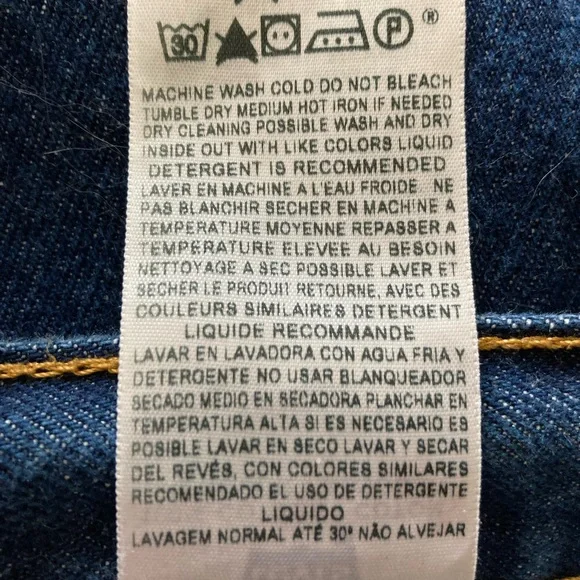 30 P ®
MACHINE WASH COLD DO NOT BLEACH
TUMBLE DRY MEDIUM HOT IRON IF NEEDED
DRY CLEANING POSSIBLE WASH AND DRY
INSIDE OUT WITH LIKE COLORS LIQUID
DETERGENT IS RECOMMENDED
LAVER EN MACHINE A L'EAU FROIDE. NE
PAS BLANCHIR SECHER EN MACHINE A
TEMPERATURE MOYENNE REPASSER A
TEMPERATURE ELEVEE AU BESOIN
NETTOYAGE A SEC POSSIBLE LAVER ET
SECHER LE PRODUIT RETOURNE, AVEC DES
COULEURS SIMILAIRES DETERGENT
LIQUIDE RECOMMANDE
LAVAR EN LAVADORA CON AGUA FRIA Y
DETERGENTE NO USAR BLANQUEADOR
SECADO MEDIO EN SECADORA PLANCHAR EN
TEMPERATURA ALTA SI ES NECESARIO ES
POSIBLE LAVAR EN SECO LAVAR Y SECAR
DEL REVÉS, CON COLORES SIMILARES
RECOMENDADO EL USO DE DETERGENTE
LIQUIDO
LAVAGEM NORMAL ATÉ 30° NÃO ALVEJAR